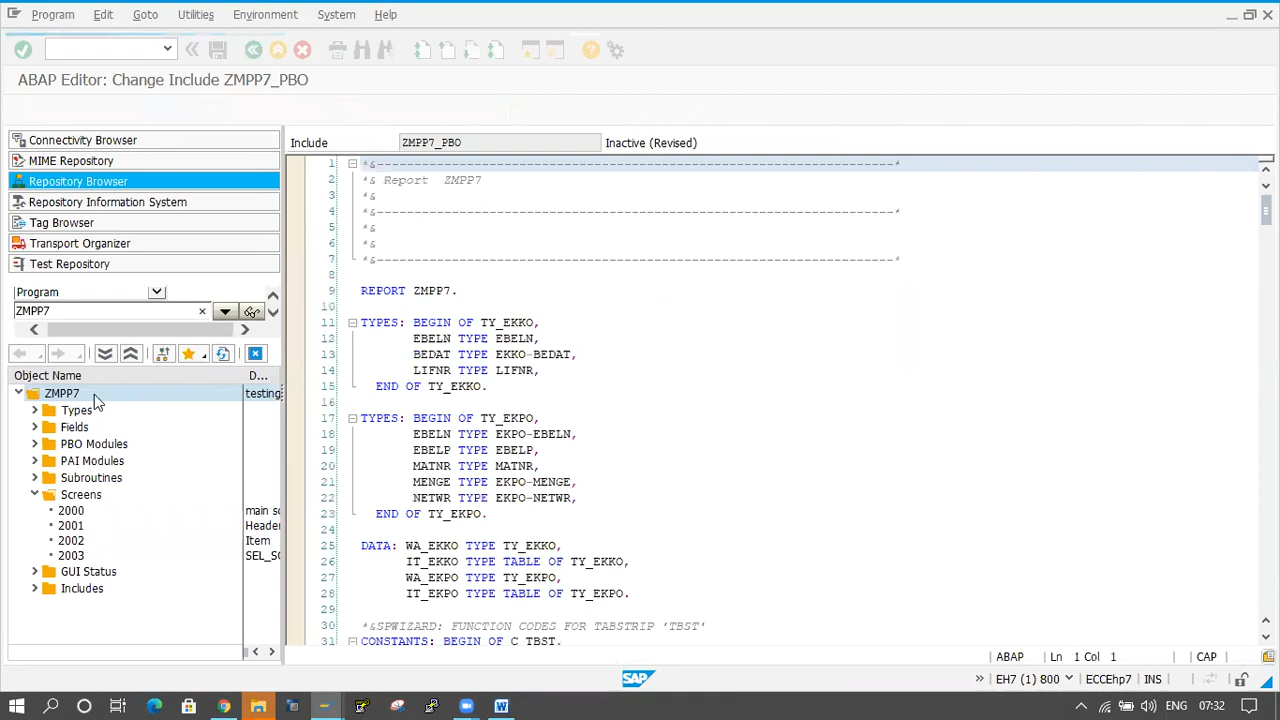 Program Edit Goto Utilities Environment System Help
ABAP Editor: Change Include ZMPP7_PBO
Connectivity Browser
MIME Repository
Repository Browser
Repository Information System
Tag Browser
Transport Organizer
Test Repository
Program
ZMPP7
Object Name D...
ZMPP7 testing
Types
Fields
PBO Modules
PAI Modules
Subroutines
Screens
2000 main sc
2001 Header
2002 Item
2003 SEL_SC
GUI Status
Includes
Include ZMPP7_PBO Inactive (Revised)
1 *&---------------------------------------------------------------------*
2 *& Report  ZMPP7
3 *&
4 *&---------------------------------------------------------------------*
5 *&
6 *&
7 *&---------------------------------------------------------------------*
8
9 REPORT ZMPP7.
10
11 TYPES: BEGIN OF TY_EKKO,
12 EBELN TYPE EBELN,
13 BEDAT TYPE EKKO-BEDAT,
14 LIFNR TYPE LIFNR,
15 END OF TY_EKKO.
16
17 TYPES: BEGIN OF TY_EKPO,
18 EBELN TYPE EKPO-EBELN,
19 EBELP TYPE EBELP,
20 MATNR TYPE MATNR,
21 MENGE TYPE EKPO-MENGE,
22 NETWR TYPE EKPO-NETWR,
23 END OF TY_EKPO.
24
25 DATA: WA_EKKO TYPE TY_EKKO,
26 IT_EKKO TYPE TABLE OF TY_EKKO,
27 WA_EKPO TYPE TY_EKPO,
28 IT_EKPO TYPE TABLE OF TY_EKPO.
29
30 *&SPWIZARD: FUNCTION CODES FOR TABSTRIP 'TBST'
31 CONSTANTS: BEGIN OF C_TBST,
ABAP Ln 1 Col 1 CAP
SAP » EH7 (1) 800 ECCEhp7 INS
ENG 07:32